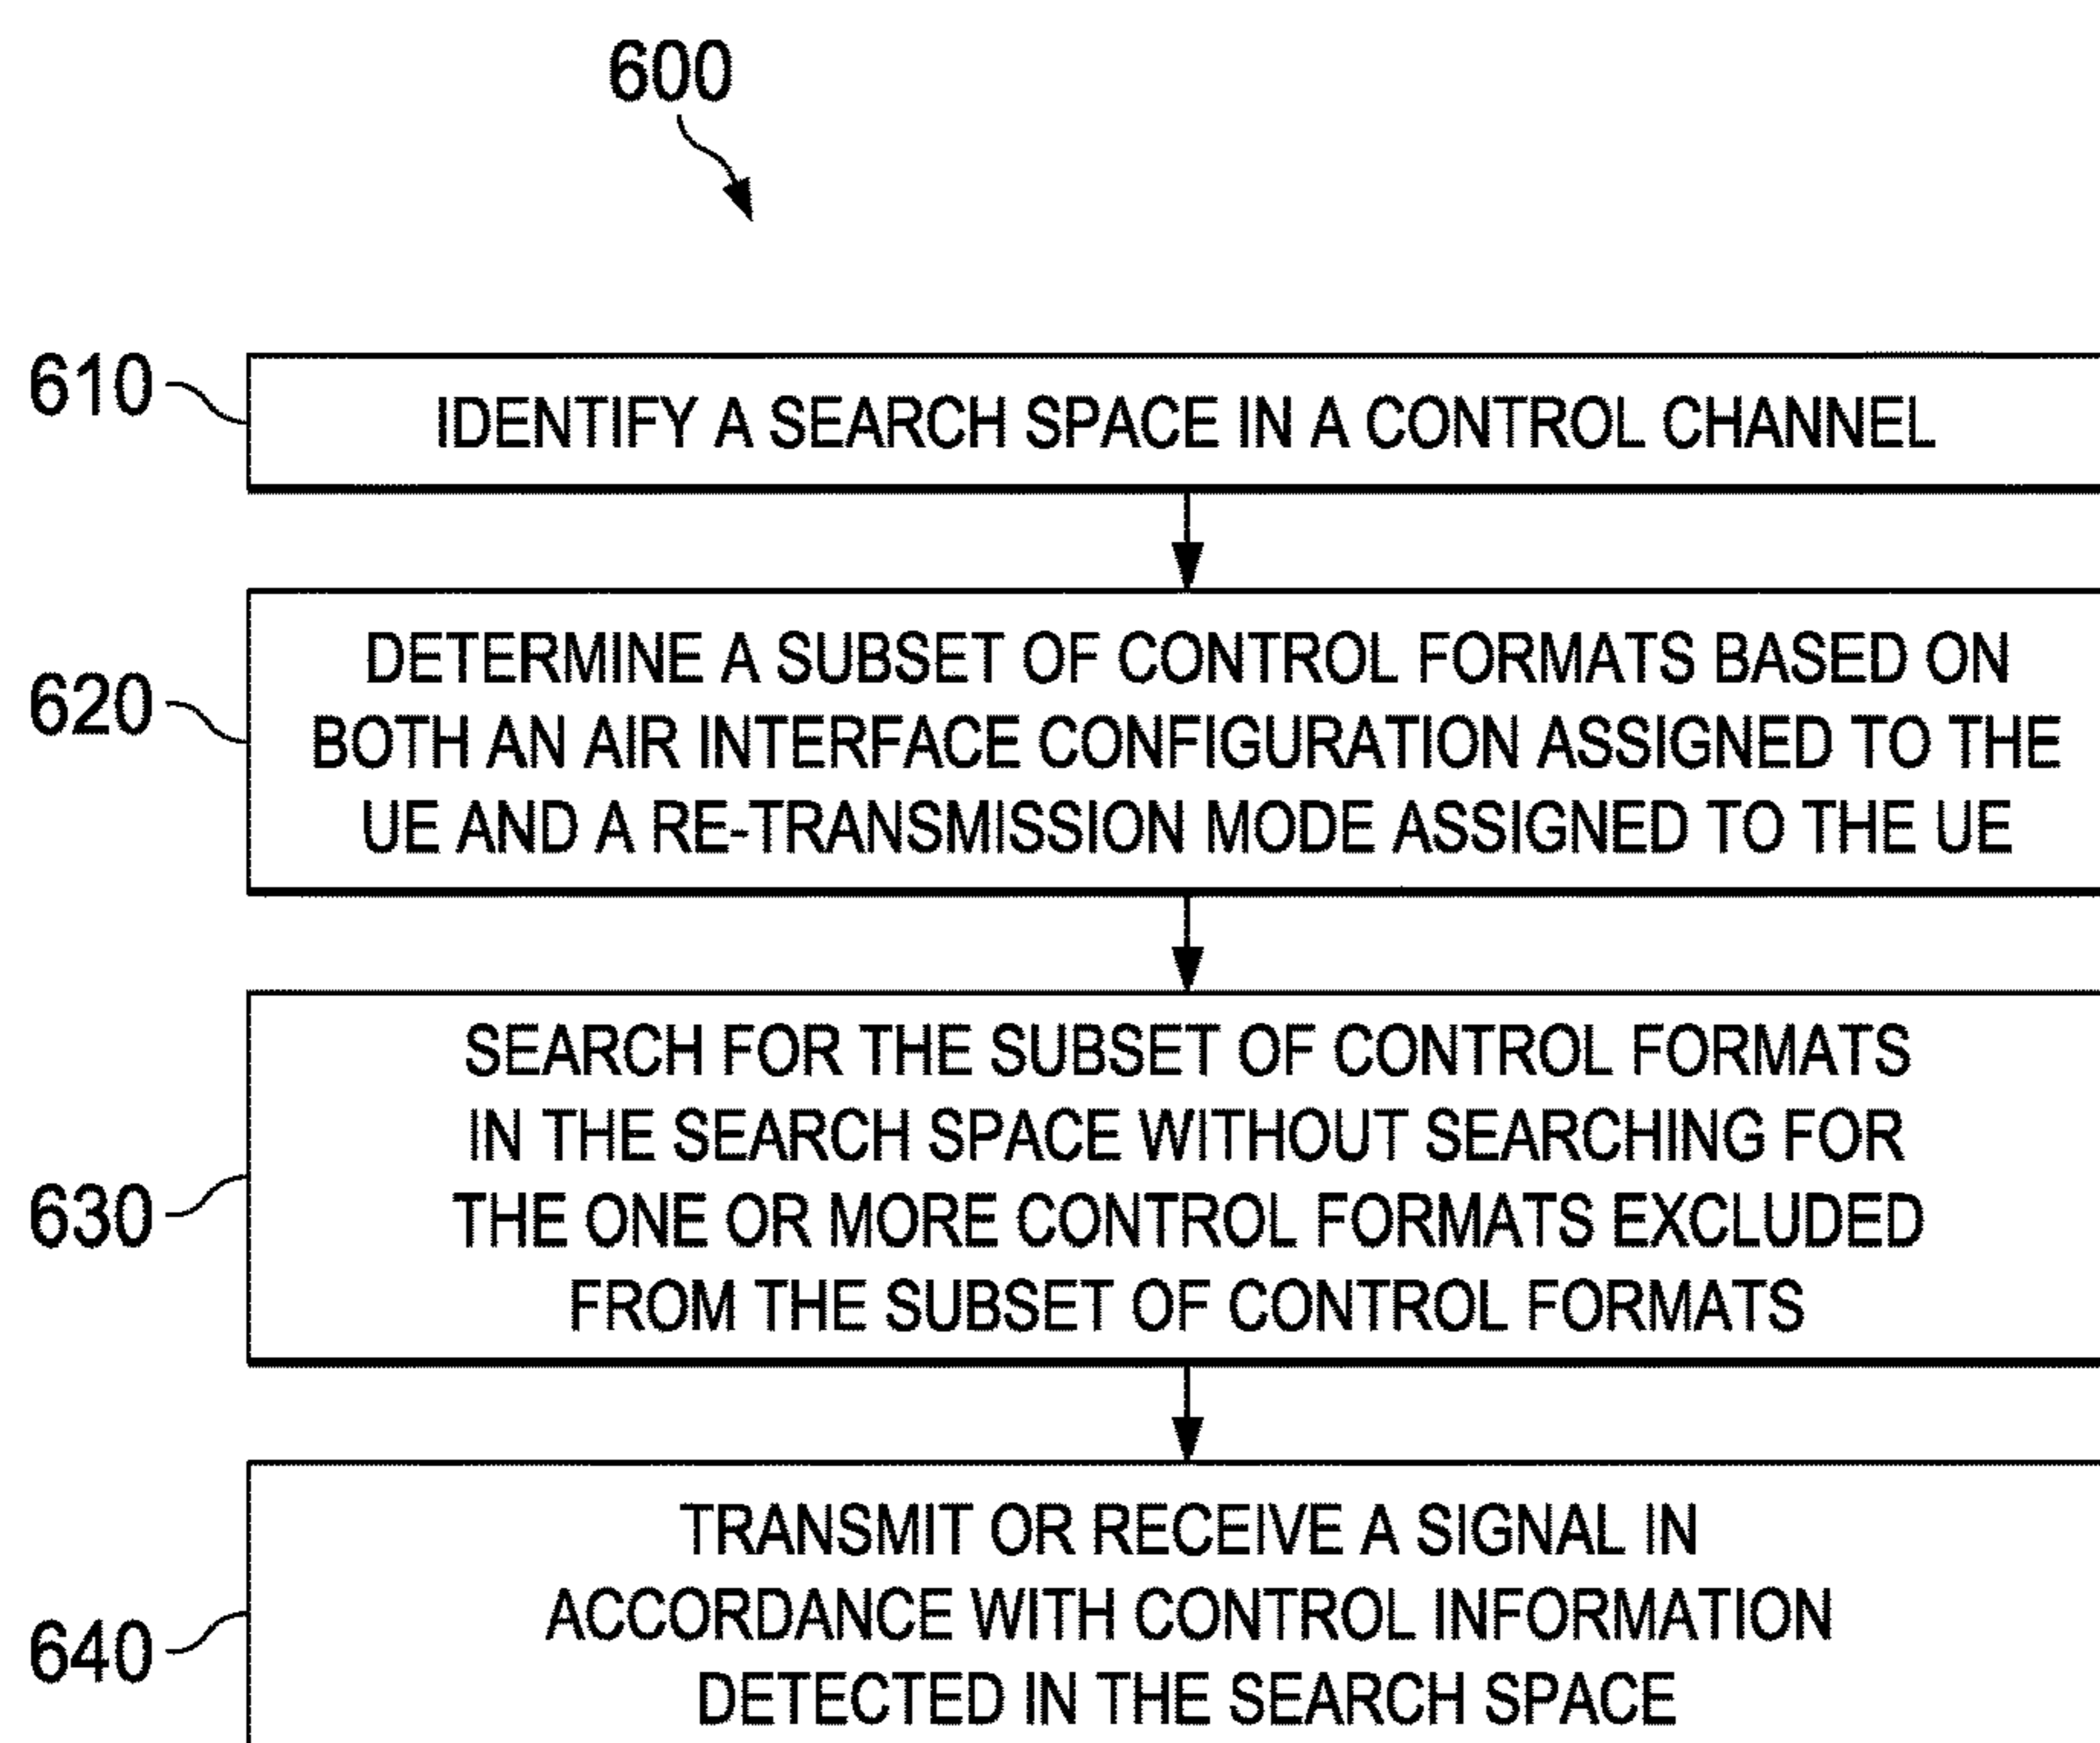 600
610
IDENTIFY A SEARCH SPACE IN A CONTROL CHANNEL
620
DETERMINE A SUBSET OF CONTROL FORMATS BASED ON
BOTH AN AIR INTERFACE CONFIGURATION ASSIGNED TO THE
UE AND A RE-TRANSMISSION MODE ASSIGNED TO THE UE
630
SEARCH FOR THE SUBSET OF CONTROL FORMATS
IN THE SEARCH SPACE WITHOUT SEARCHING FOR
THE ONE OR MORE CONTROL FORMATS EXCLUDED
FROM THE SUBSET OF CONTROL FORMATS
640
TRANSMIT OR RECEIVE A SIGNAL IN
ACCORDANCE WITH CONTROL INFORMATION
DETECTED IN THE SEARCH SPACE